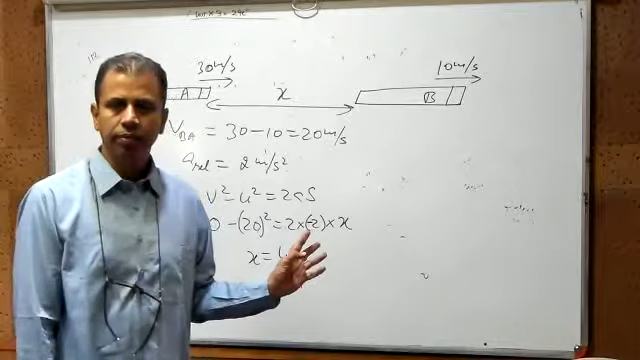 30m/s
10m/s
A
x
B
V_BA = 30-10=20m/s
a_rel = 2 m/s²
V²-u²=2aS
0-(20)²=2×(-2)×x
x=